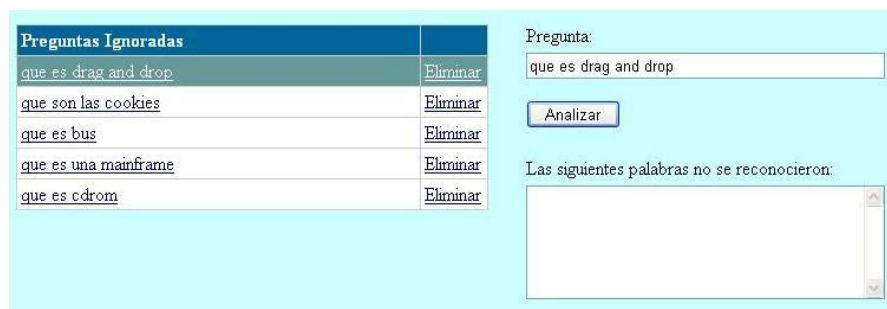 Preguntas Ignoradas
que es drag and drop Eliminar
que son las cookies Eliminar
que es bus Eliminar
que es una mainframe Eliminar
que es cdrom Eliminar
Pregunta:
que es drag and drop
Analizar
Las siguientes palabras no se reconocieron: